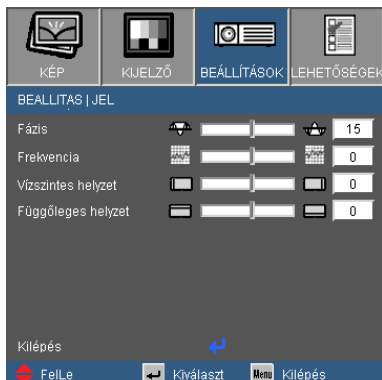 KÉP KIJELZŐ BEÁLLÍTÁSOK LEHETŐSÉGEK
BEALLITAS | JEL
Fázis 15
Frekvencia 0
Vízszintes helyzet 0
Függőleges helyzet 0
Kilépés
FelLe Kiválaszt Menu Kilépés